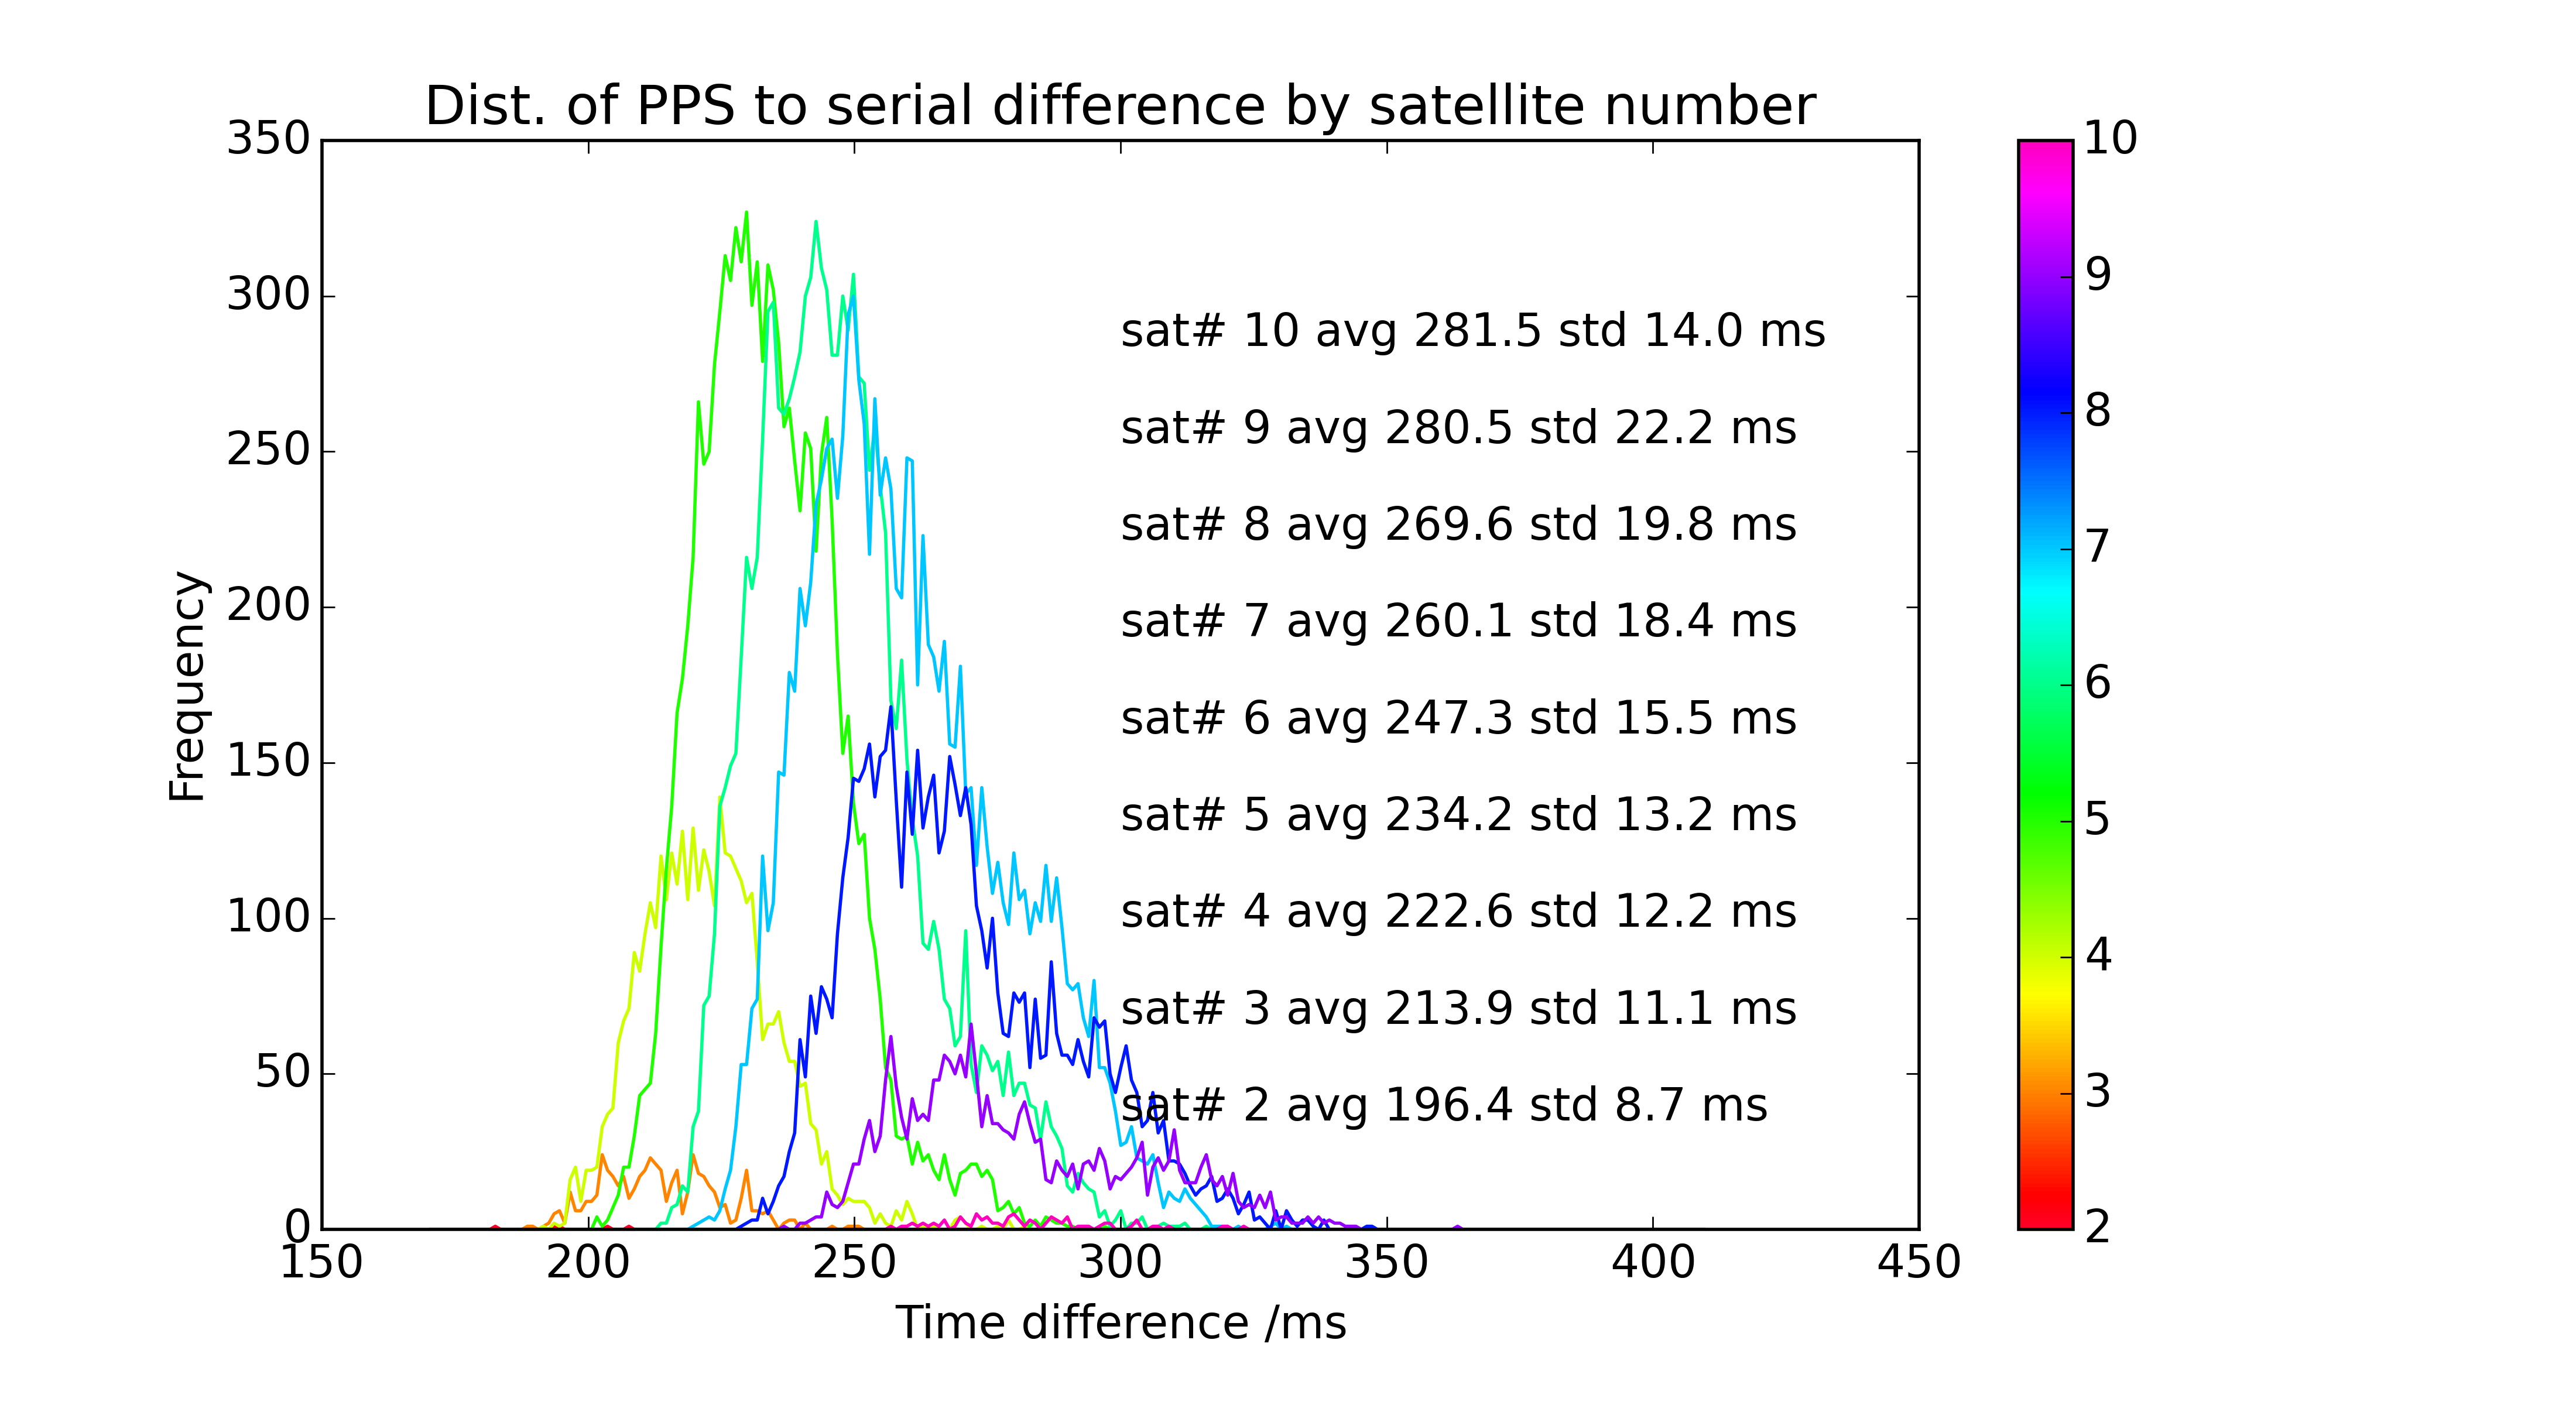 Dist. of PPS to serial difference by satellite number
350
300
250
200
150
100
50
0
Frequency
150 200 250 300 350 400 450
Time difference /ms
sat# 10 avg 281.5 std 14.0 ms
sat# 9 avg 280.5 std 22.2 ms
sat# 8 avg 269.6 std 19.8 ms
sat# 7 avg 260.1 std 18.4 ms
sat# 6 avg 247.3 std 15.5 ms
sat# 5 avg 234.2 std 13.2 ms
sat# 4 avg 222.6 std 12.2 ms
sat# 3 avg 213.9 std 11.1 ms
sat# 2 avg 196.4 std 8.7 ms
10
9
8
7
6
5
4
3
2